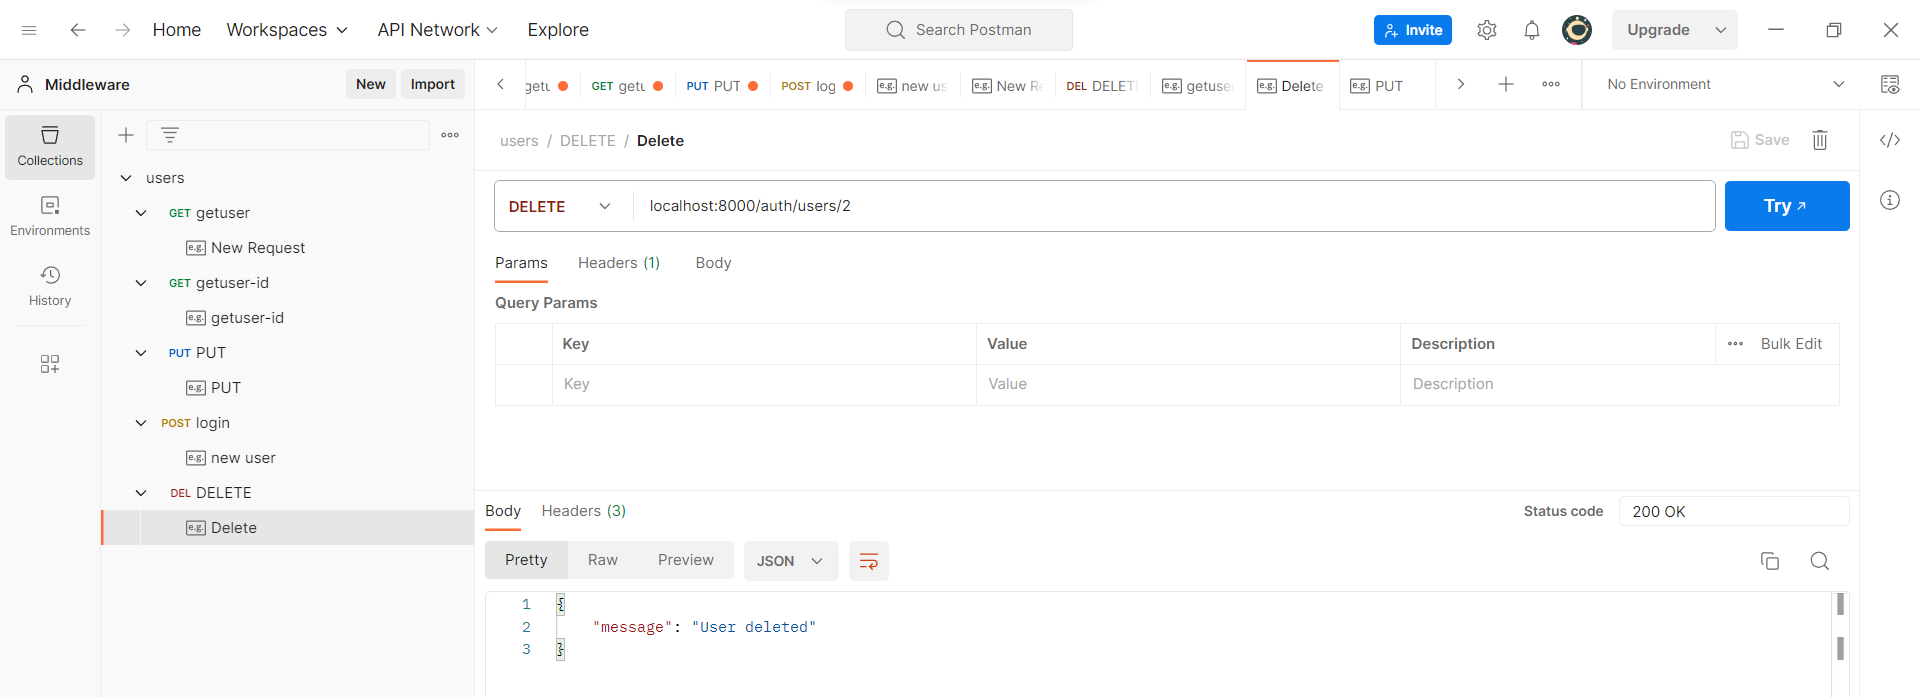 Home Workspaces API Network Explore Search Postman Invite Upgrade
Middleware New Import
getu GET getu PUT PUT POST log e.g. new us e.g. New Re DEL DELETE e.g. getuser e.g. Delete e.g. PUT No Environment
Collections
Environments
History
users
GET getuser
e.g. New Request
GET getuser-id
e.g. getuser-id
PUT PUT
e.g. PUT
POST login
e.g. new user
DEL DELETE
e.g. Delete
users / DELETE / Delete Save
DELETE localhost:8000/auth/users/2 Try
Params Headers (1) Body
Query Params
Key Value Description Bulk Edit
Key Value Description
Body Headers (3) Status code 200 OK
Pretty Raw Preview JSON
1 {
2 "message": "User deleted"
3 }